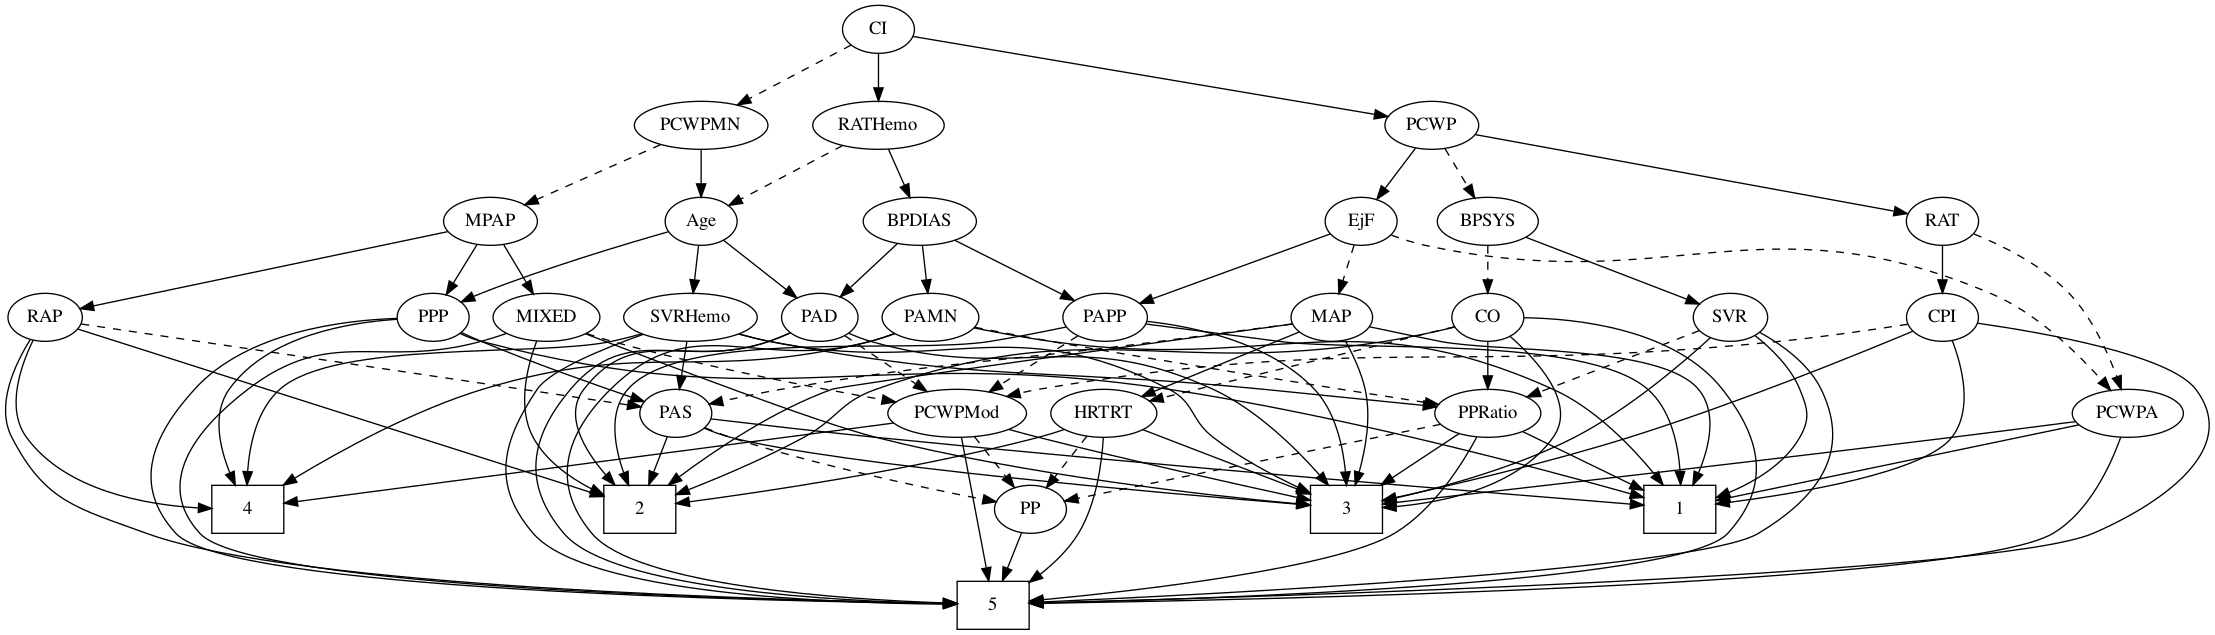 CI
PCWPMN
RATHemo
PCWP
MPAP
Age
BPDIAS
EjF
BPSYS
RAT
RAP
PPP
MIXED
SVRHemo
PAD
PAMN
PAPP
MAP
CO
SVR
CPI
PAS
PCWPMod
HRTRT
PPRatio
PCWPA
4
2
PP
3
1
5